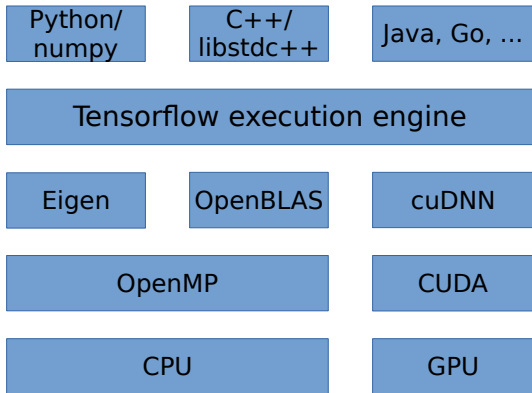 Python/
numpy
C++/
libstdc++
Java, Go, ...
Tensorflow execution engine
Eigen
OpenBLAS
cuDNN
OpenMP
CUDA
CPU
GPU